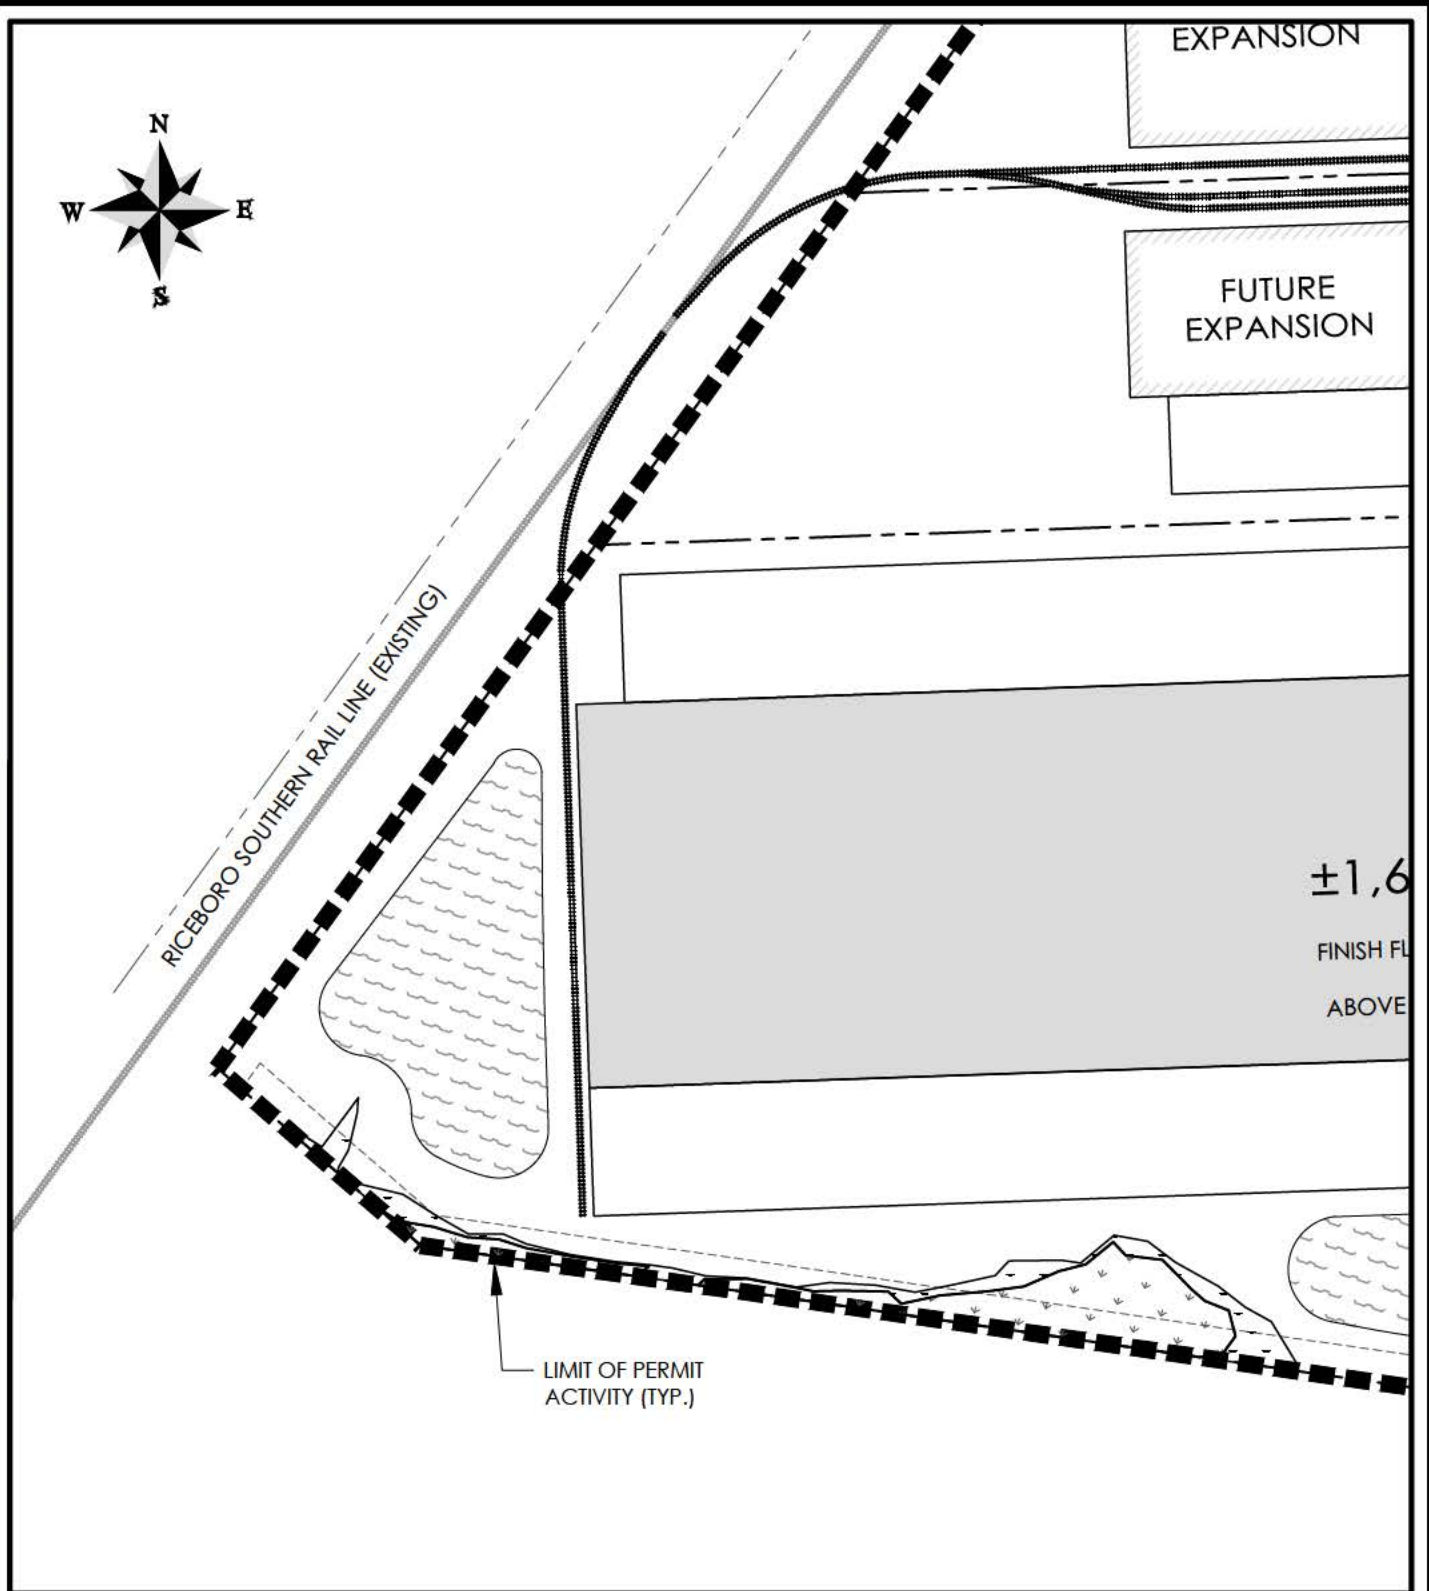 EXPANSION
N
W
E
S
FUTURE
EXPANSION
RICEBORO SOUTHERN RAIL LINE (EXISTING)
±1,6
FINISH FL
ABOVE
LIMIT OF PERMIT
ACTIVITY (TYP.)